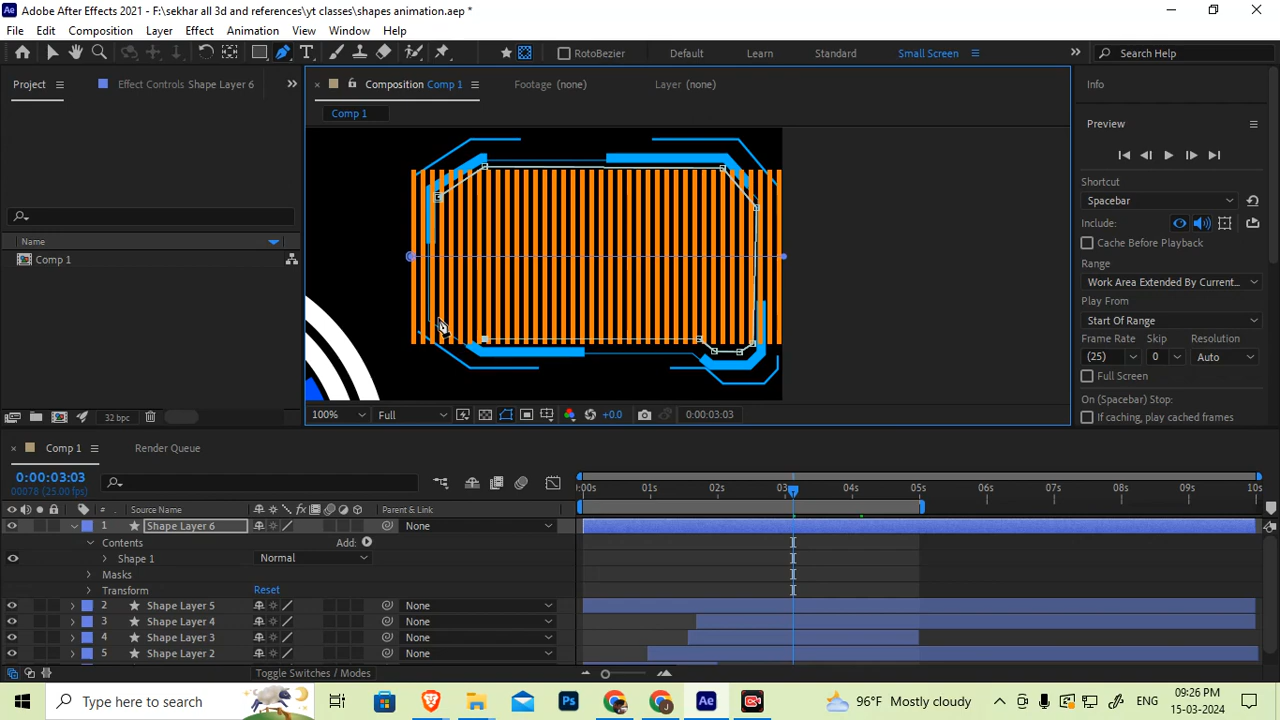 Adobe After Effects 2021 - F:\sekhar all 3d and references\yt classes\shapes animation.aep *
File Edit Composition Layer Effect Animation View Window Help
RotoBezier Default Learn Standard Small Screen Search Help
Project Effect Controls Shape Layer 6 Composition Comp 1 Footage (none) Layer (none) Info
Comp 1
Preview
Shortcut
Spacebar
Include:
Cache Before Playback
Name
Comp 1
Range
Work Area Extended By Current...
Play From
Start Of Range
Frame Rate Skip Resolution
(25) 0 Auto
Full Screen
On (Spacebar) Stop:
If caching, play cached frames
32 bpc 100% Full +0.0 0:00:03:03
Comp 1 Render Queue
0:00:03:03
00078 (25.00 fps)
:00s 01s 02s 03 04s 05s 06s 07s 08s 09s 10s
# Source Name Parent & Link
1 Shape Layer 6 None
Contents Add:
Shape 1 Normal
Masks
Transform Reset
2 Shape Layer 5 None
3 Shape Layer 4 None
4 Shape Layer 3 None
5 Shape Layer 2 None
Toggle Switches / Modes
Type here to search Ps Ae 96°F Mostly cloudy ENG 09:26 PM
15-03-2024